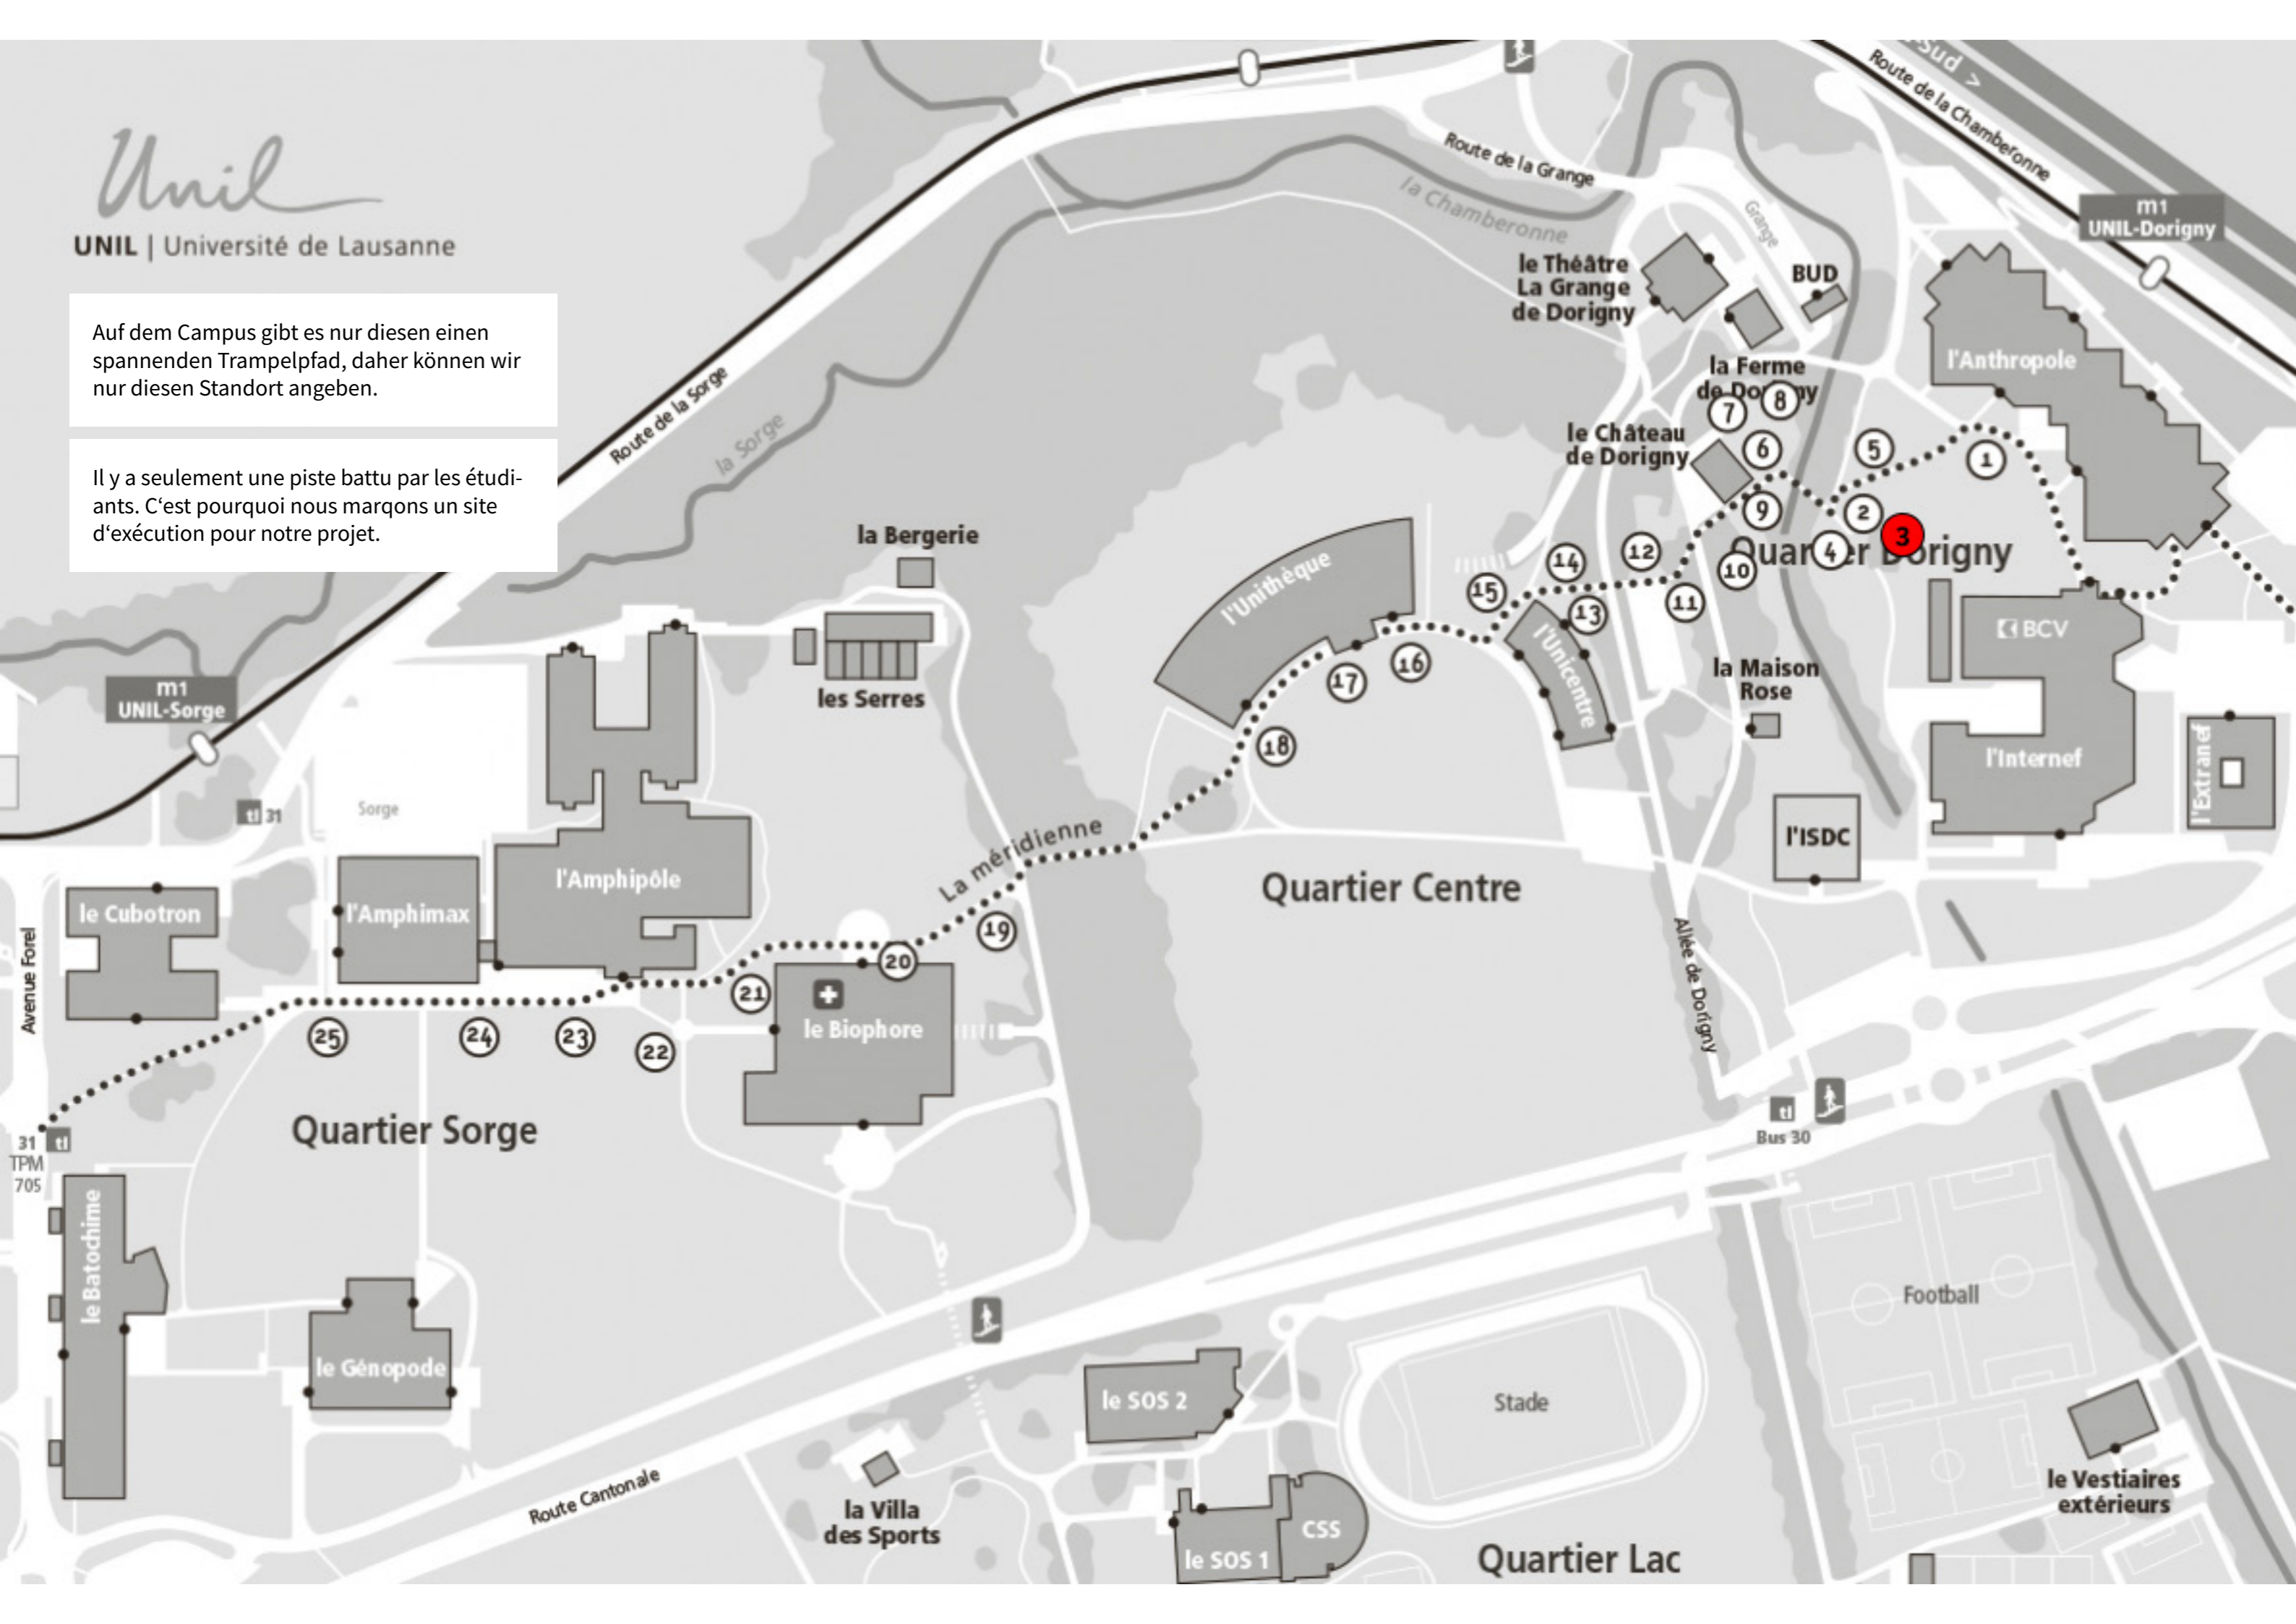 Sud >
Route de la Chamberonne
Unil
UNIL | Université de Lausanne
Route de la Grange
la Chamberonne
Grange
m1
UNIL-Dorigny
le Théâtre
La Grange
de Dorigny
BUD
Auf dem Campus gibt es nur diesen einen
spannenden Trampelpfad, daher können wir
nur diesen Standort angeben.
l'Anthropole
la Ferme
de Dorigny
7
8
Route de la Sorge
la Sorge
le Château
de Dorigny
6
5
1
Il y a seulement une piste battu par les étudi-
ants. C'est pourquoi nous marqons un site
d'exécution pour notre projet.
9
2
3
4
Quartier Dorigny
la Bergerie
l'Unithèque
14
12
10
15
13
11
BCV
l'Unicentre
16
17
la Maison
Rose
m1
UNIL-Sorge
les Serres
18
l'Internef
l'Extranef
tl 31
Sorge
La méridienne
l'ISDC
l'Amphipôle
Quartier Centre
le Cubotron
l'Amphimax
Avenue Forel
19
20
21
Allée de Dorigny
le Biophore
25
24
23
22
Quartier Sorge
31 tl
TPM
705
tl
Bus 30
le Batochime
Football
le Génopode
le SOS 2
Stade
Route Cantonale
la Villa
des Sports
le Vestiaires
extérieurs
CSS
le SOS 1
Quartier Lac